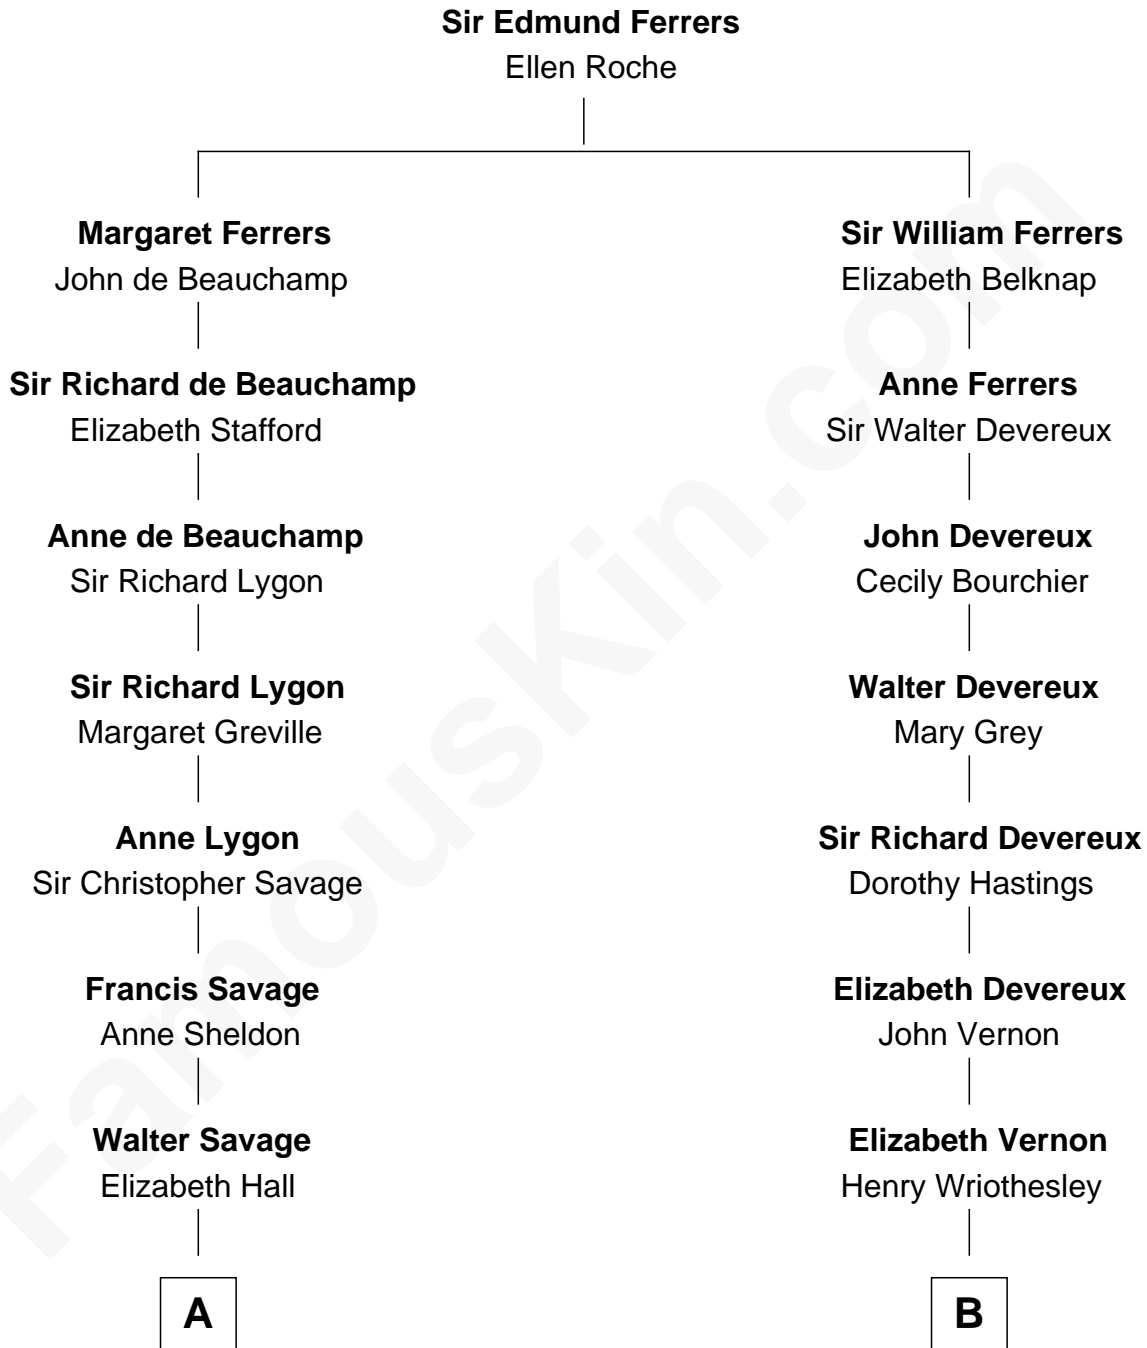 Sir Edmund Ferrers
Ellen Roche
Margaret Ferrers
John de Beauchamp
Sir William Ferrers
Elizabeth Belknap
Sir Richard de Beauchamp
Elizabeth Stafford
Anne Ferrers
Sir Walter Devereux
Anne de Beauchamp
Sir Richard Lygon
John Devereux
Cecily Bourchier
Sir Richard Lygon
Margaret Greville
Walter Devereux
Mary Grey
Anne Lygon
Sir Christopher Savage
Sir Richard Devereux
Dorothy Hastings
Francis Savage
Anne Sheldon
Elizabeth Devereux
John Vernon
Walter Savage
Elizabeth Hall
Elizabeth Vernon
Henry Wriothesley
A
B
FamousKin.com